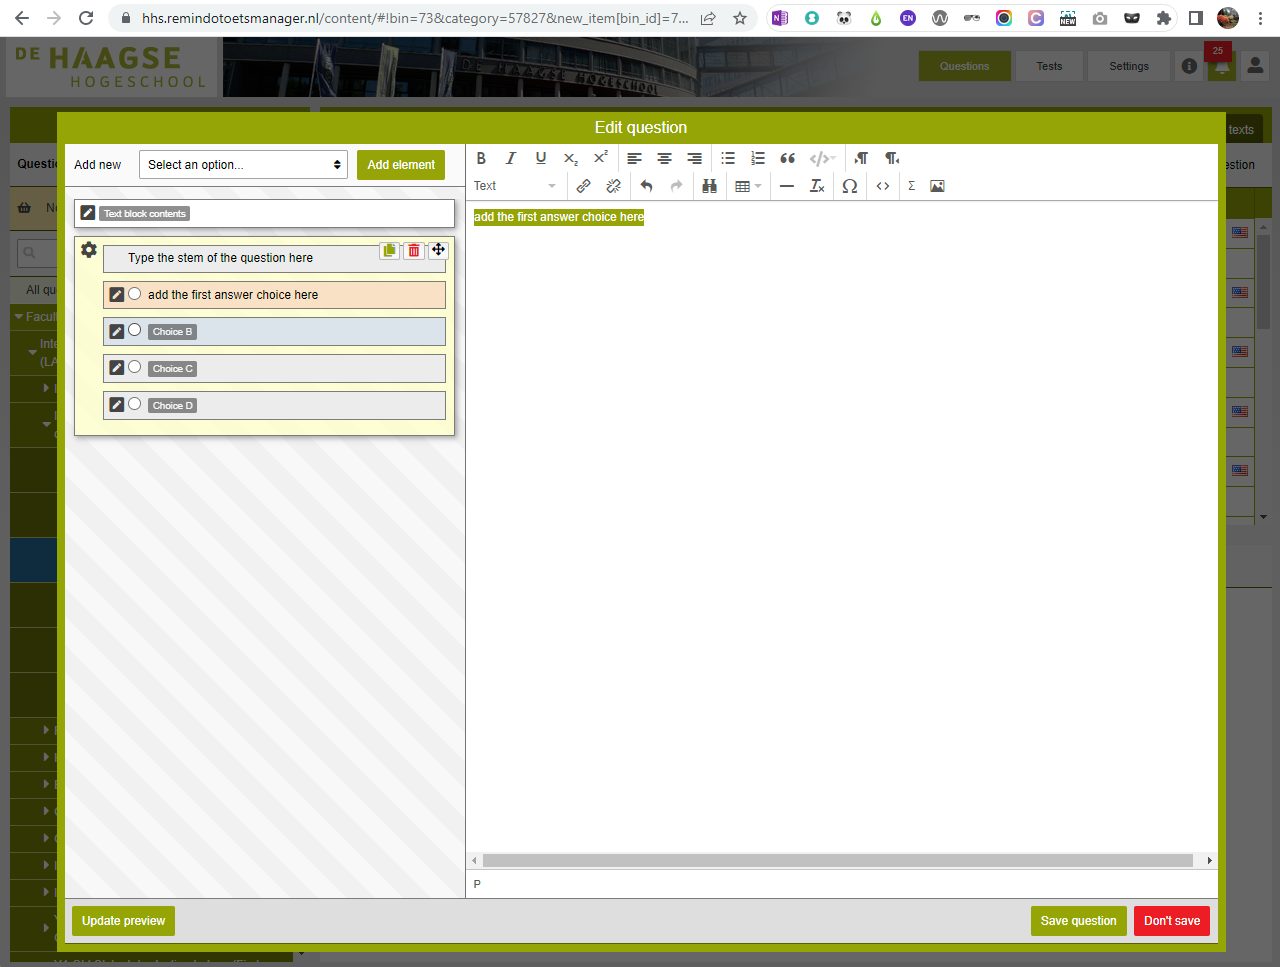 hhs.remindotoetsmanager.nl/content/#!bin=73&category=57827&new_item[bin_id]=7...
DE HAAGSE
HOGESCHOOL
DE HAAGSE HOGESCHOOL
Questions
Tests
Settings
25
Edit question
texts
Add new
Select an option...
Add element
Text block contents
Type the stem of the question here
add the first answer choice here
Choice B
Choice C
Choice D
Text
add the first answer choice here
P
All qu
Facult
Inte
(LA
Update preview
Save question
Don't save